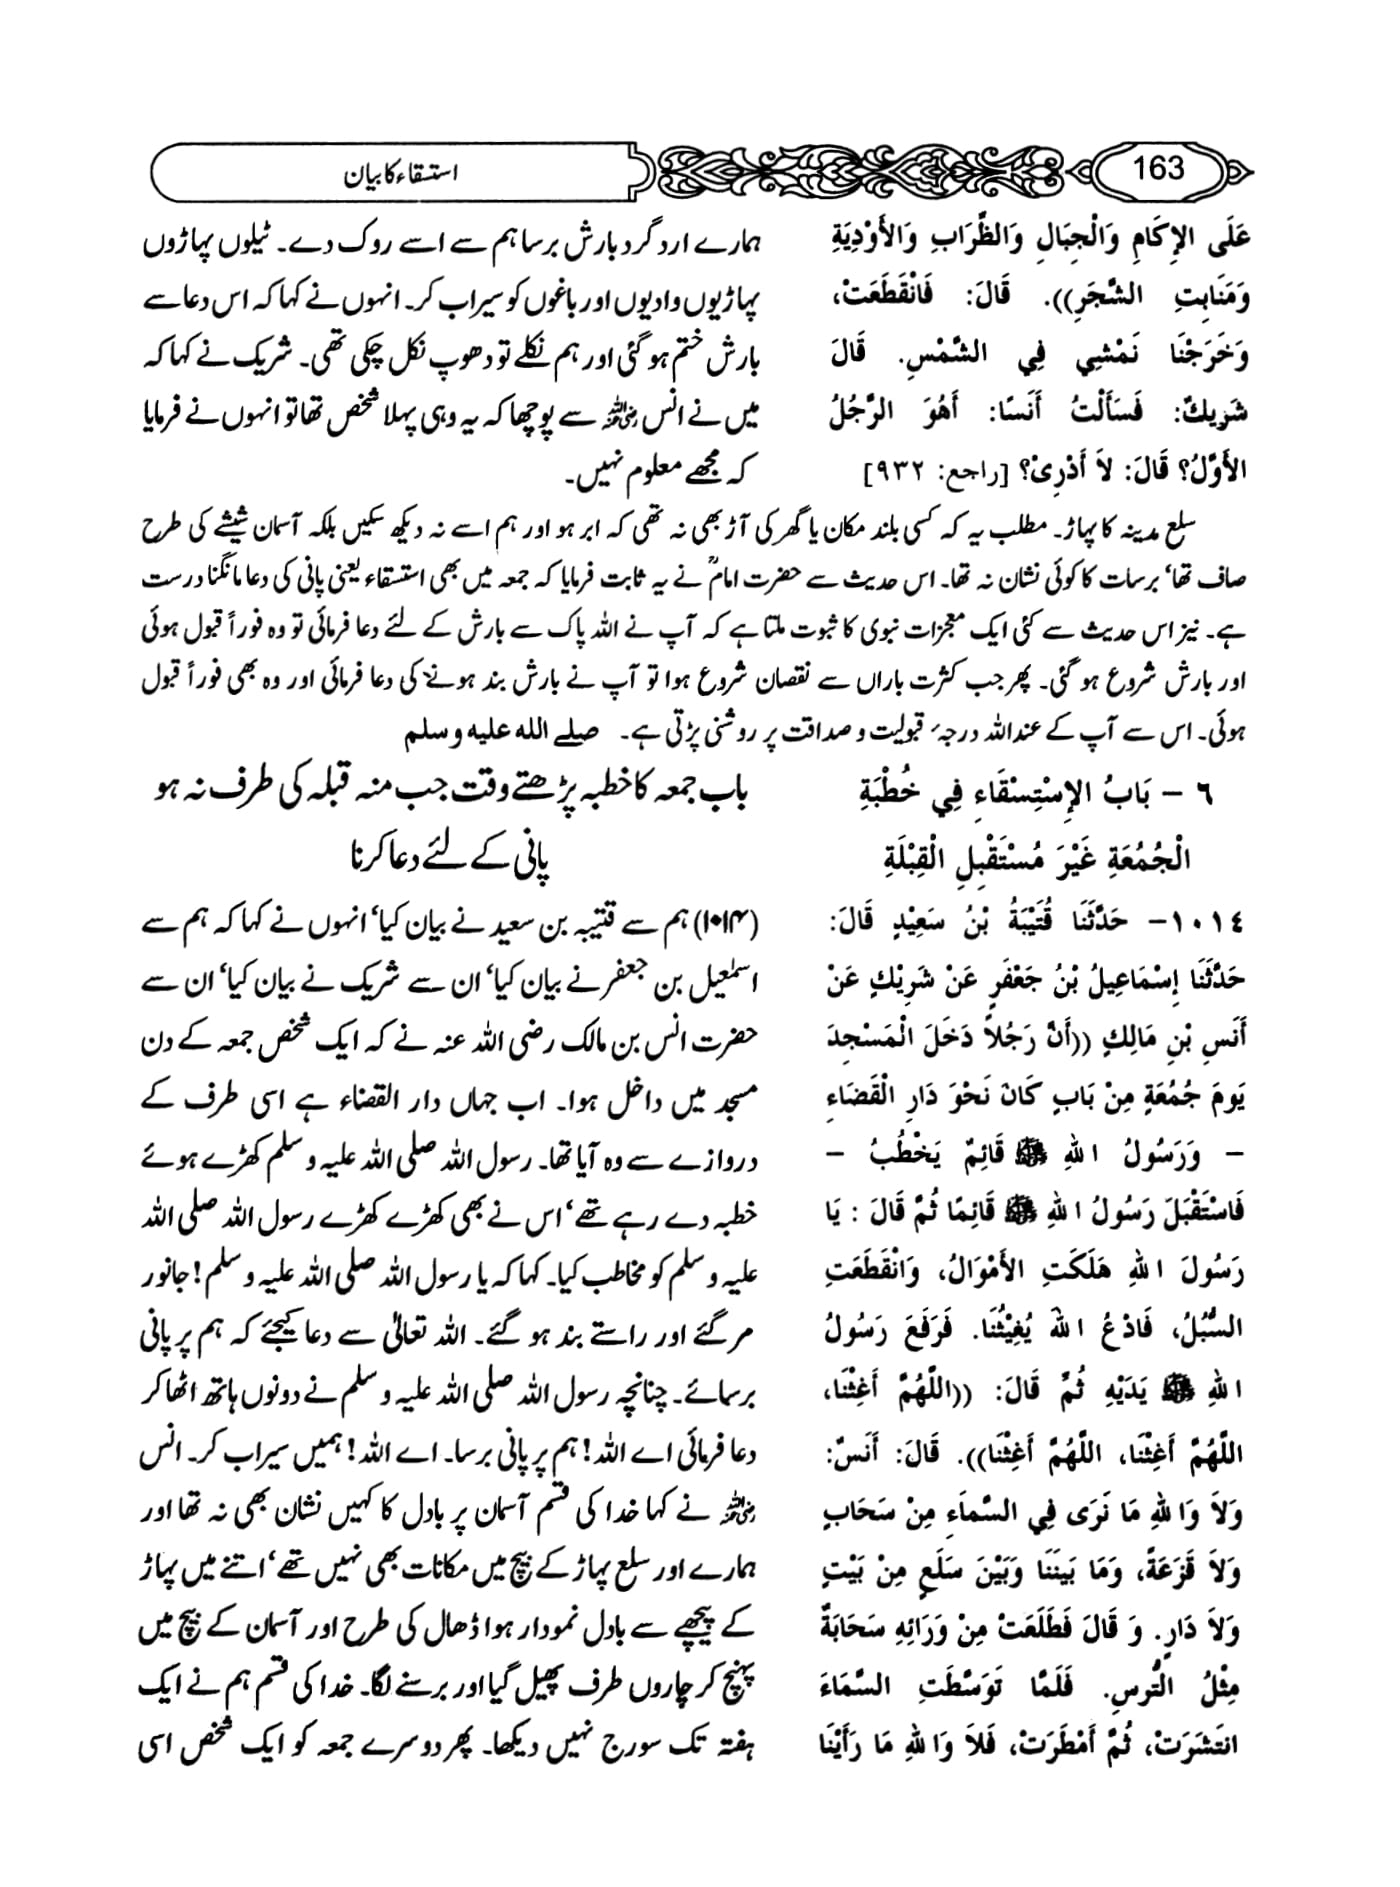 163
استسقاء کا بیان
عَلَى الإِكَامِ وَالْجِبَالِ وَالظِّرَابِ وَالأَوْدِيَةِ
وَمَنَابِتِ الشَّجَرِ)). قَالَ: فَانْقَطَعَتْ،
وَخَرَجْنَا نَمْشِي فِي الشَّمْسِ. قَالَ
شَرِيكٌ: فَسَأَلْتُ أَنَسًا: أَهُوَ الرَّجُلُ
الأَوَّلُ؟ قَالَ: لاَ أَدْرِيْ؟ [راجع: ٩٣٢]
ہمارے ارد گرد بارش برسا ہم سے اسے روک دے۔ ٹیلوں پہاڑوں
پہاڑیوں وادیوں اور باغوں کو سیراب کر۔ انہوں نے کہا کہ اس دعا سے
بارش ختم ہو گئی اور ہم نکلے تو دھوپ نکل چکی تھی۔ شریک نے کہا کہ
میں نے انس رضی اللہ عنہ سے پوچھا کہ یہ وہی پہلا شخص تھا تو انہوں نے فرمایا
کہ مجھے معلوم نہیں۔
سلع مدینہ کا پہاڑ۔ مطلب یہ کہ کسی بلند مکان یا گھر کی آڑ بھی نہ تھی کہ ابر ہو اور ہم اسے نہ دیکھ سکیں بلکہ آسمان شیشے کی طرح
صاف تھا‘ برسات کا کوئی نشان نہ تھا۔ اس حدیث سے حضرت امامؒ نے یہ ثابت فرمایا کہ جمعہ میں بھی استسقاء یعنی پانی کی دعا مانگنا درست
ہے۔ نیز اس حدیث سے کئی ایک معجزات نبوی کا ثبوت ملتا ہے کہ آپ نے اللہ پاک سے بارش کے لئے دعا فرمائی تو وہ فوراً قبول ہوئی
اور بارش شروع ہو گئی۔ پھر جب کثرت باراں سے نقصان شروع ہوا تو آپ نے بارش بند ہونے کی دعا فرمائی اور وہ بھی فوراً قبول
ہوئی۔ اس سے آپ کے عنداللہ درجہ قبولیت و صداقت پر روشنی پڑتی ہے۔ صلے الله عليه وسلم
٦ – بَابُ الإِسْتِسْقَاءِ فِي خُطْبَةِ
الْجُمُعَةِ غَيْرَ مُسْتَقْبِلِ الْقِبْلَةِ
باب جمعہ کا خطبہ پڑھتے وقت جب منہ قبلہ کی طرف نہ ہو
پانی کے لئے دعا کرنا
١٠١٤– حَدَّثَنَا قُتَيْبَةُ بْنُ سَعِيْدٍ قَالَ:
حَدَّثَنَا إِسْمَاعِيلُ بْنُ جَعْفَرٍ عَنْ شَرِيْكٍ عَنْ
أَنَسِ بْنِ مَالِكٍ ((أَنَّ رَجُلاً دَخَلَ الْمَسْجِدَ
يَومَ جُمُعَةٍ مِنْ بَابٍ كَانَ نَحْوَ دَارِ الْقَضَاءِ
– وَرَسُولُ اللهِ ﷺ قَائِمٌ يَخْطُبُ –
فَاسْتَقْبَلَ رَسُولُ اللهِ ﷺ قَائِمًا ثُمَّ قَالَ: يَا
رَسُولَ اللهِ هَلَكَتِ الأَمْوَالُ، وَانْقَطَعَتِ
السُّبُلُ، فَادْعُ اللهَ يُغِيْثُنَا. فَرَفَعَ رَسُولُ
اللهِ ﷺ يَدَيْهِ ثُمَّ قَالَ: ((اللَّهُمَّ أَغِثْنَا،
اللَّهُمَّ أَغِثْنَا، اللَّهُمَّ أَغِثْنَا)). قَالَ: أَنَسٌ:
وَلاَ وَاللهِ مَا نَرَى فِي السَّمَاءِ مِنْ سَحَابٍ
وَلاَ قَزَعَةً، وَمَا بَيْنَنَا وَبَيْنَ سَلَعٍ مِنْ بَيْتٍ
وَلاَ دَارٍ. وَ قَالَ فَطَلَعَتْ مِنْ وَرَائِهِ سَحَابَةٌ
مِثْلُ التُّرسِ. فَلَمَّا تَوَسَّطَتِ السَّمَاءَ
انْتَشَرَتْ، ثُمَّ أَمْطَرَتْ، فَلاَ وَاللهِ مَا رَأَيْنَا
(۱۰۱۴) ہم سے قتیبہ بن سعید نے بیان کیا‘ انہوں نے کہا کہ ہم سے
اسمٰعیل بن جعفر نے بیان کیا‘ ان سے شریک نے بیان کیا‘ ان سے
حضرت انس بن مالک رضی اللہ عنہ نے کہ ایک شخص جمعہ کے دن
مسجد میں داخل ہوا۔ اب جہاں دار القضاء ہے اسی طرف کے
دروازے سے وہ آیا تھا۔ رسول اللہ صلی اللہ علیہ و سلم کھڑے ہوئے
خطبہ دے رہے تھے‘ اس نے بھی کھڑے کھڑے رسول اللہ صلی اللہ
علیہ و سلم کو مخاطب کیا۔ کہا کہ یا رسول اللہ صلی اللہ علیہ و سلم! جانور
مر گئے اور راستے بند ہو گئے۔ اللہ تعالیٰ سے دعا کیجئے کہ ہم پر پانی
برسائے۔ چنانچہ رسول اللہ صلی اللہ علیہ و سلم نے دونوں ہاتھ اٹھا کر
دعا فرمائی اے اللہ! ہم پر پانی برسا۔ اے اللہ! ہمیں سیراب کر۔ انس
رضی اللہ عنہ نے کہا خدا کی قسم آسمان پر بادل کا کہیں نشان بھی نہ تھا اور
ہمارے اور سلع پہاڑ کے بیچ میں مکانات بھی نہیں تھے‘ اتنے میں پہاڑ
کے پیچھے سے بادل نمودار ہوا ڈھال کی طرح اور آسمان کے بیچ میں
پہنچ کر چاروں طرف پھیل گیا اور برسنے لگا۔ خدا کی قسم ہم نے ایک
ہفتہ تک سورج نہیں دیکھا۔ پھر دوسرے جمعہ کو ایک شخص اسی